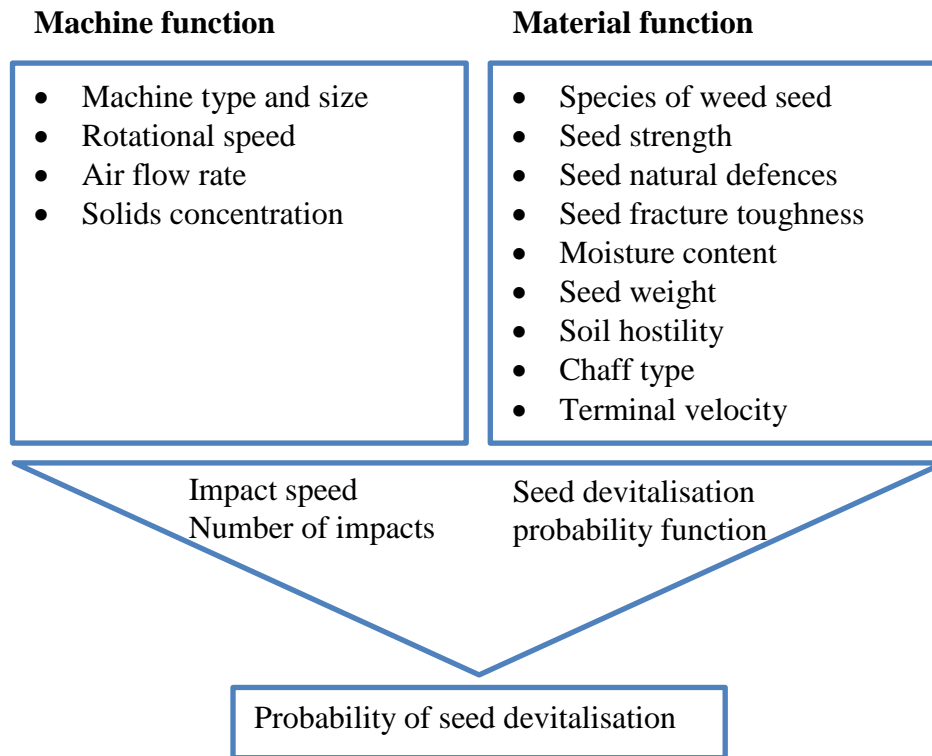 Machine function
• Machine type and size
• Rotational speed
• Air flow rate
• Solids concentration
Material function
• Species of weed seed
• Seed strength
• Seed natural defences
• Seed fracture toughness
• Moisture content
• Seed weight
• Soil hostility
• Chaff type
• Terminal velocity
Impact speed
Number of impacts
Seed devitalisation
probability function
Probability of seed devitalisation